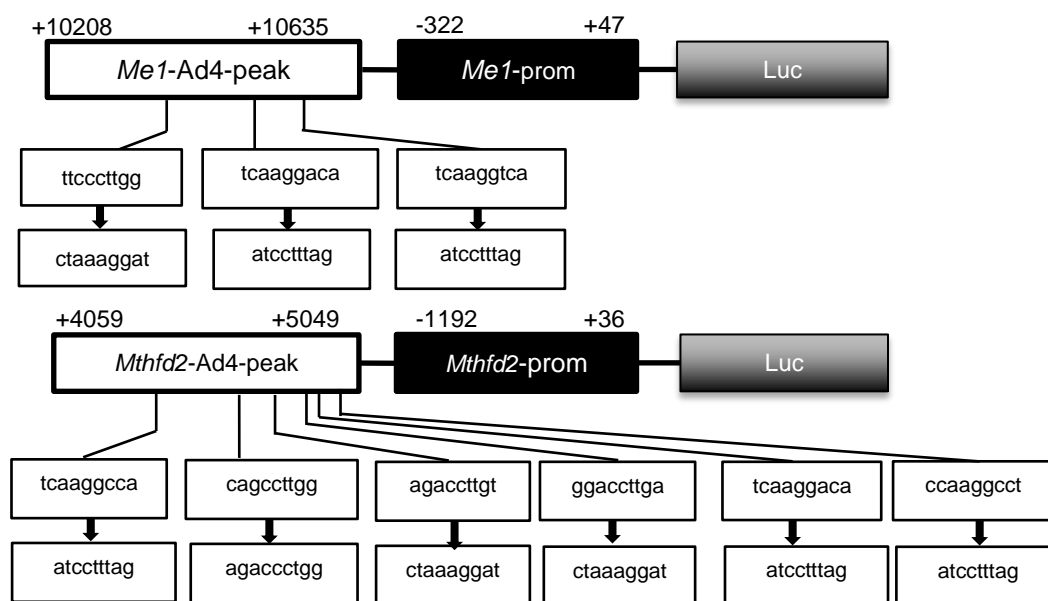 +10208 +10635 -322 +47
Me1-Ad4-peak Me1-prom Luc
ttcccttgg tcaaggaca tcaaggtca
ctaaaggat atcctttag atcctttag
+4059 +5049 -1192 +36
Mthfd2-Ad4-peak Mthfd2-prom Luc
tcaaggcca cagccttgg agaccttgt ggaccttga tcaaggaca ccaaggcct
atcctttag agaccctgg ctaaaggat ctaaaggat atcctttag atcctttag